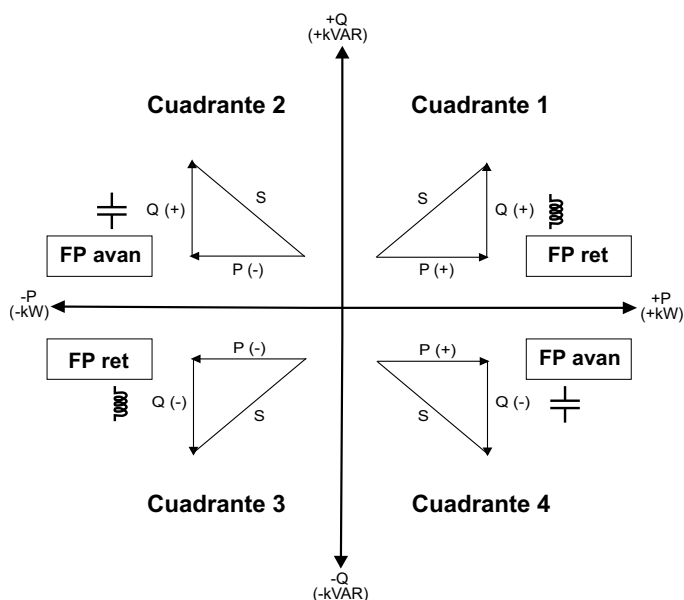 +Q
(+kVAR)
Cuadrante 2
Cuadrante 1
Q (+)
S
FP avan
P (-)
S
Q (+)
P (+)
FP ret
-P
(-kW)
+P
(+kW)
FP ret
P (-)
Q (-)
S
P (+)
FP avan
Q (-)
S
Cuadrante 3
Cuadrante 4
-Q
(-kVAR)